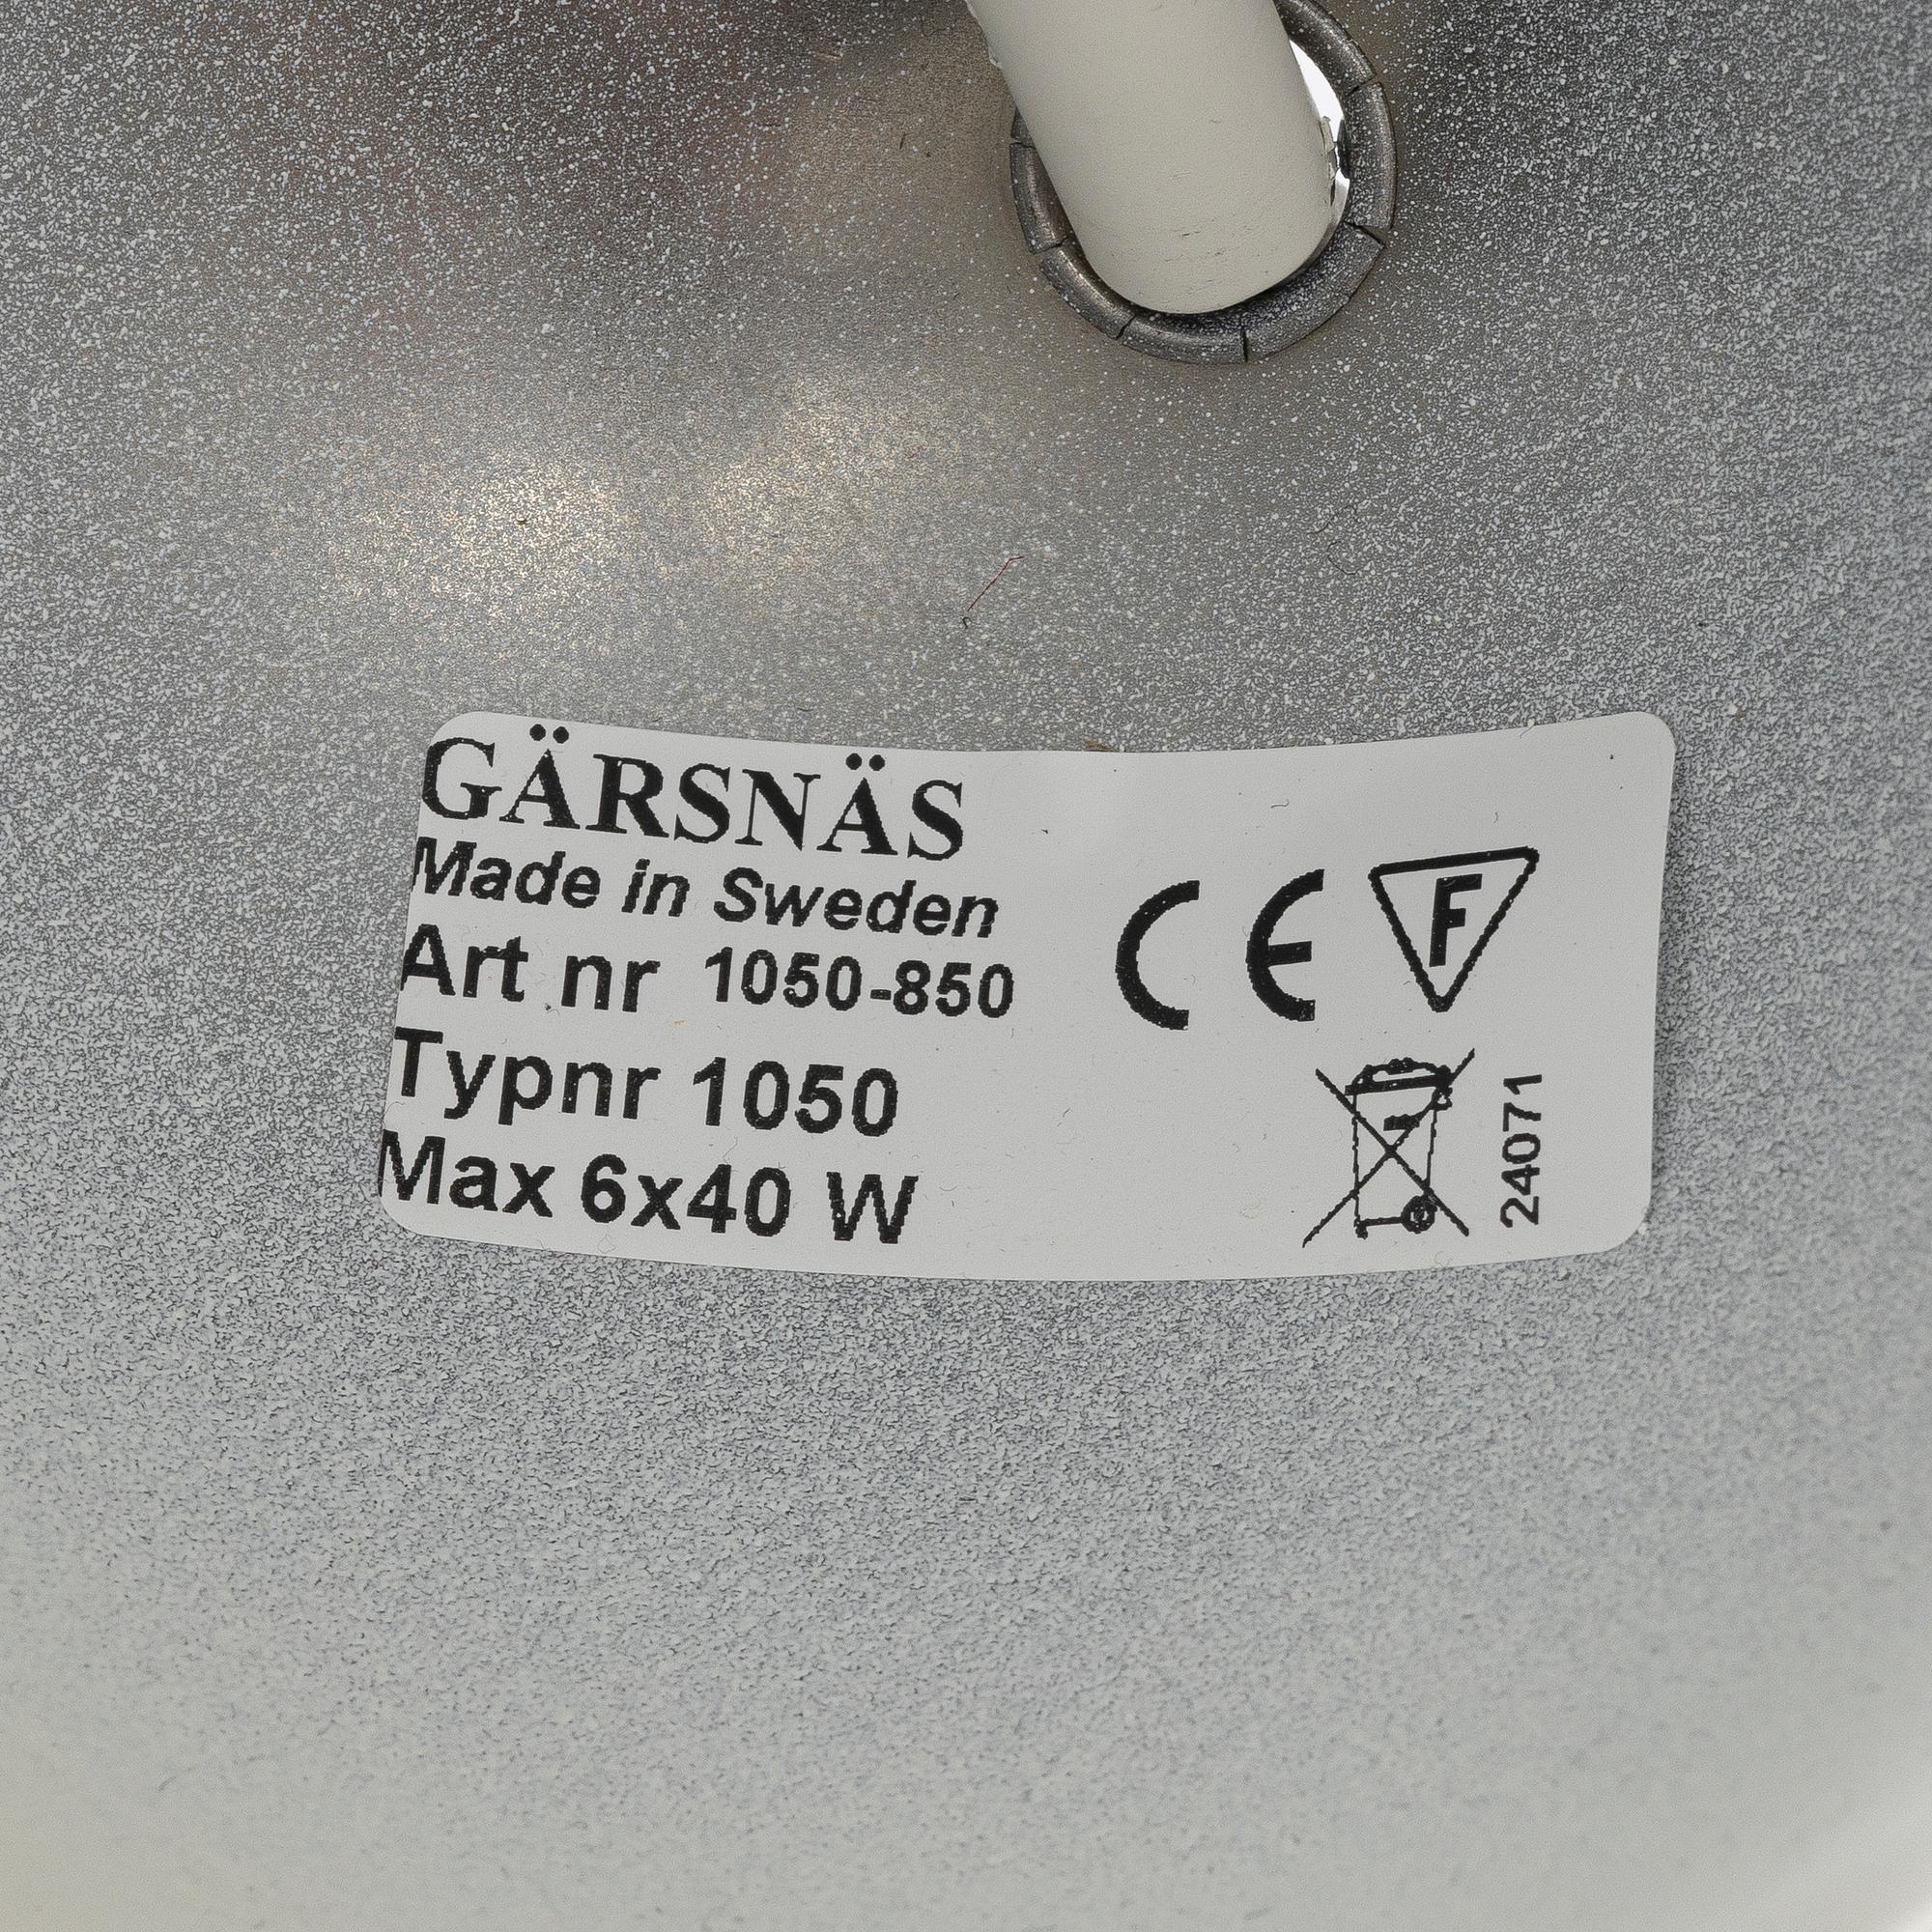 GÄRSNÄS
Made in Sweden
Art nr 1050-850
Typnr 1050
Max 6x40 W
CE F
24071